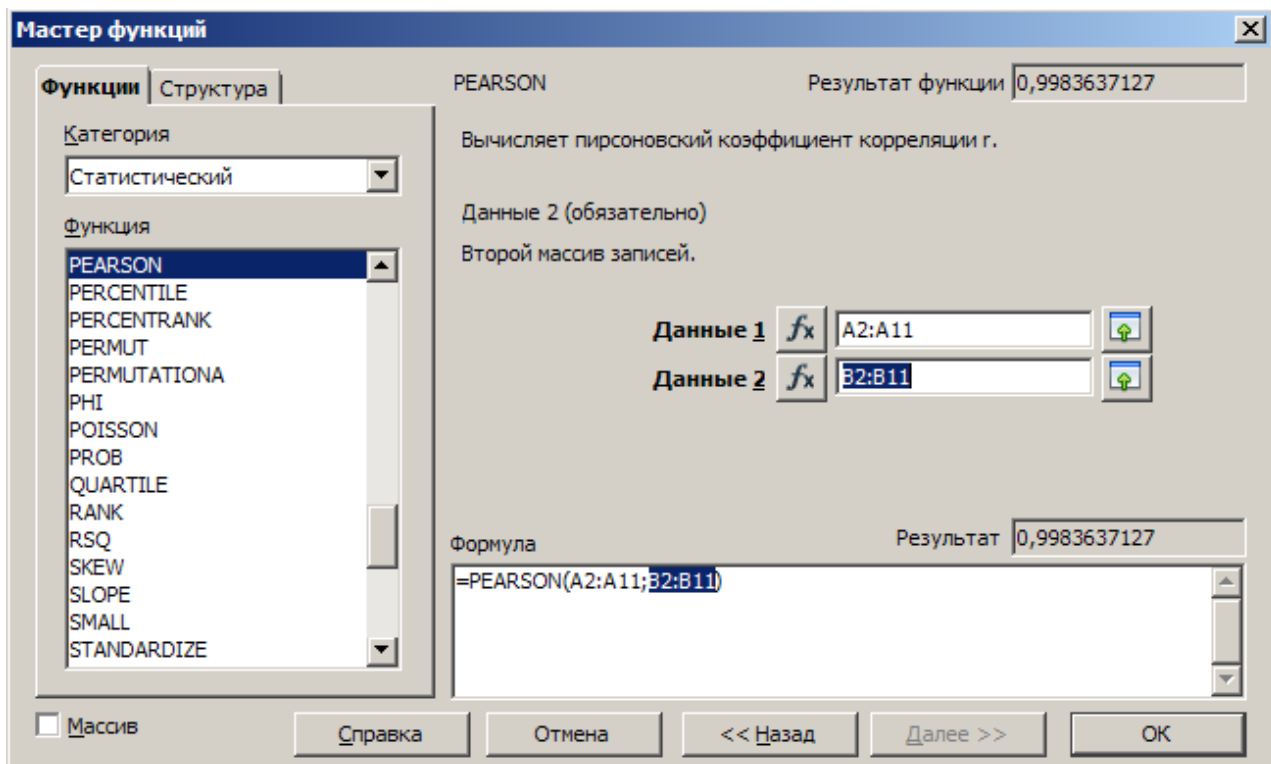 Мастер функций
Функции Структура
Категория
Статистический
Функция
PEARSON
PERCENTILE
PERCENTRANK
PERMUT
PERMUTATIONA
PHI
POISSON
PROB
QUARTILE
RANK
RSQ
SKEW
SLOPE
SMALL
STANDARDIZE
PEARSON Результат функции 0,9983637127
Вычисляет пирсоновский коэффициент корреляции r.
Данные 2 (обязательно)
Второй массив записей.
Данные 1 fx A2:A11
Данные 2 fx B2:B11
Формула Результат 0,9983637127
=PEARSON(A2:A11;B2:B11)
Массив Справка Отмена << Назад Далее >> ОК